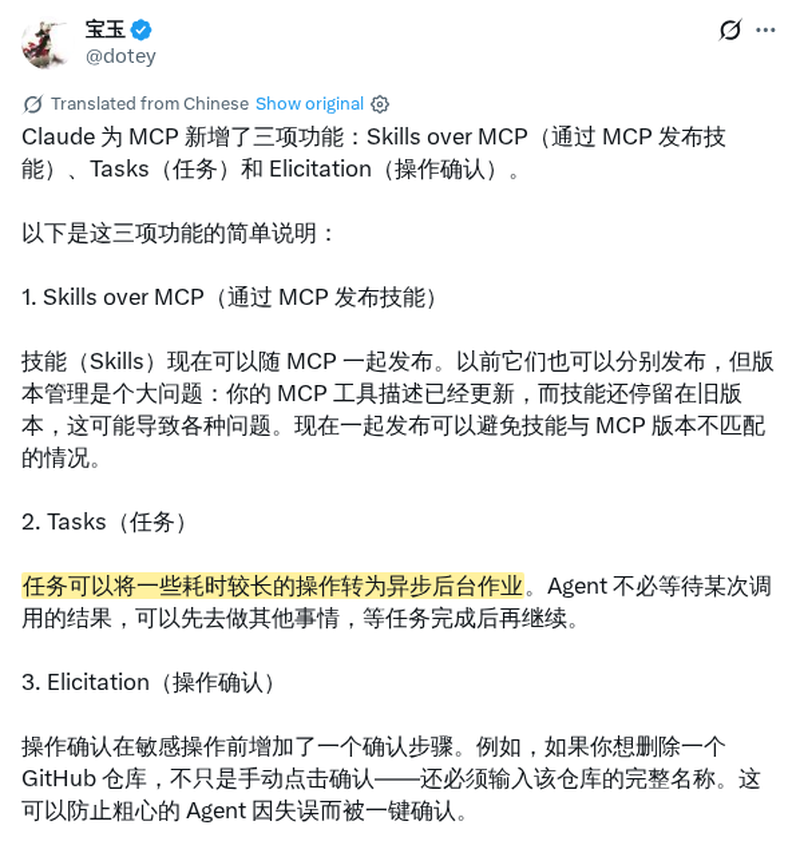 宝玉
@dotey
Translated from Chinese Show original
Claude 为 MCP 新增了三项功能：Skills over MCP（通过 MCP 发布技
能）、Tasks（任务）和 Elicitation（操作确认）。
以下是这三项功能的简单说明：
1. Skills over MCP（通过 MCP 发布技能）
技能（Skills）现在可以随 MCP 一起发布。以前它们也可以分别发布，但版
本管理是个大问题：你的 MCP 工具描述已经更新，而技能还停留在旧版
本，这可能导致各种问题。现在一起发布可以避免技能与 MCP 版本不匹配
的情况。
2. Tasks（任务）
任务可以将一些耗时较长的操作转为异步后台作业。Agent 不必等待某次调
用的结果，可以先去做其他事情，等任务完成后再继续。
3. Elicitation（操作确认）
操作确认在敏感操作前增加了一个确认步骤。例如，如果你想删除一个
GitHub 仓库，不只是手动点击确认——还必须输入该仓库的完整名称。这
可以防止粗心的 Agent 因失误而被一键确认。